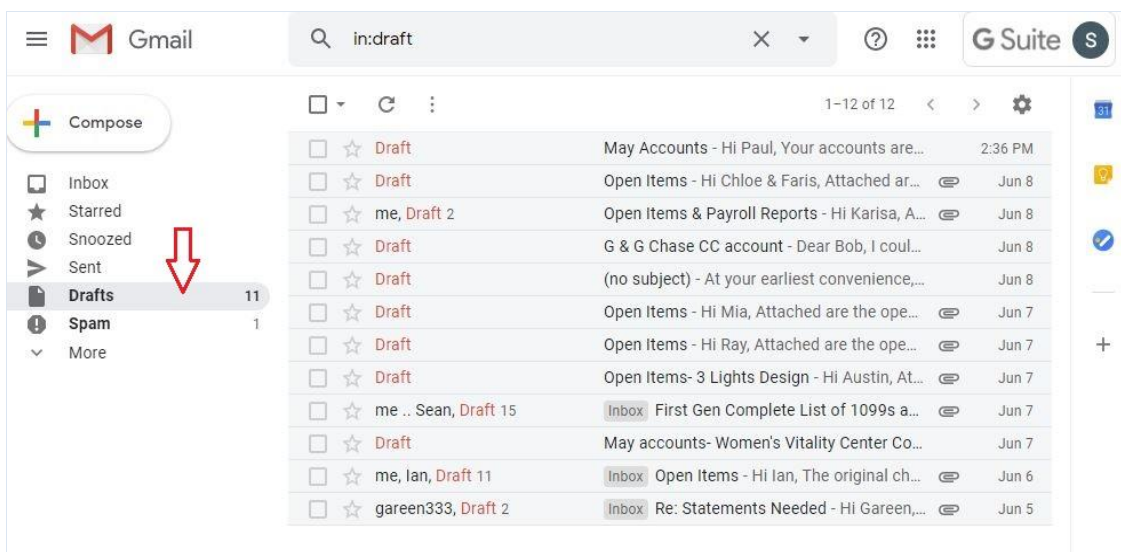 Gmail
in:draft
G Suite
S
Compose
1–12 of 12
31
Inbox
Starred
Snoozed
Sent
Drafts 11
Spam 1
More
Draft May Accounts - Hi Paul, Your accounts are... 2:36 PM
Draft Open Items - Hi Chloe & Faris, Attached ar... Jun 8
me, Draft 2 Open Items & Payroll Reports - Hi Karisa, A... Jun 8
Draft G & G Chase CC account - Dear Bob, I coul... Jun 8
Draft (no subject) - At your earliest convenience,... Jun 8
Draft Open Items - Hi Mia, Attached are the ope... Jun 7
Draft Open Items - Hi Ray, Attached are the ope... Jun 7
Draft Open Items- 3 Lights Design - Hi Austin, At... Jun 7
me .. Sean, Draft 15 Inbox First Gen Complete List of 1099s a... Jun 7
Draft May accounts- Women's Vitality Center Co... Jun 7
me, Ian, Draft 11 Inbox Open Items - Hi Ian, The original ch... Jun 6
gareen333, Draft 2 Inbox Re: Statements Needed - Hi Gareen,... Jun 5